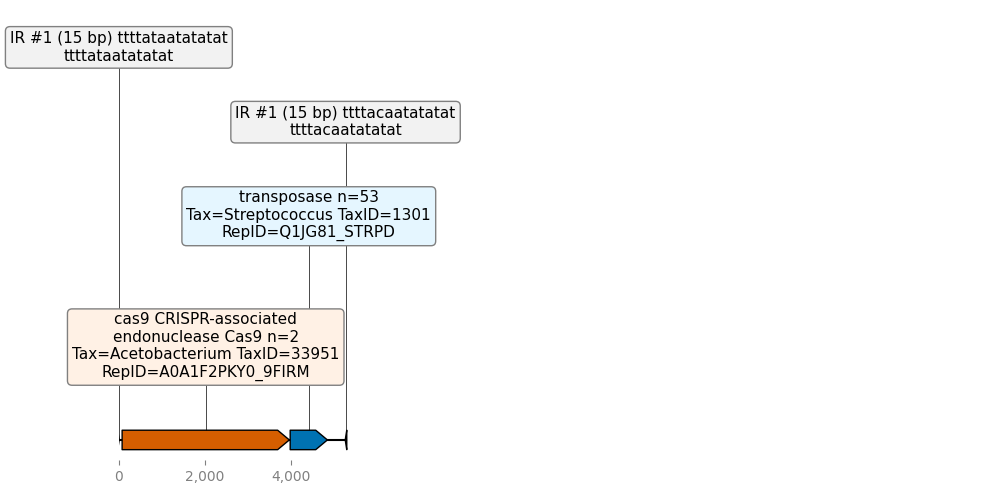 IR #1 (15 bp) ttttataatatatat
ttttataatatatat
IR #1 (15 bp) ttttacaatatatat
ttttacaatatatat
transposase n=53
Tax=Streptococcus TaxID=1301
RepID=Q1JG81_STRPD
cas9 CRISPR-associated
endonuclease Cas9 n=2
Tax=Acetobacterium TaxID=33951
RepID=A0A1F2PKY0_9FIRM
0
2,000
4,000